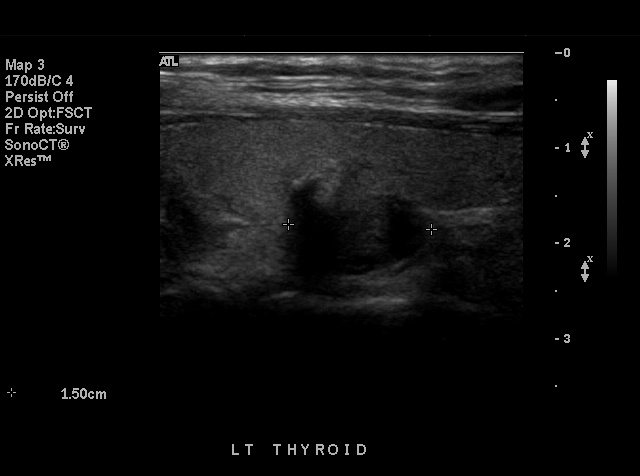 ATL
Map 3
170dB/C 4
Persist Off
2D Opt:FSCT
Fr Rate:Surv
SonoCT®
XRes™
0
1
x
2
x
3
1.50cm
LT THYROID